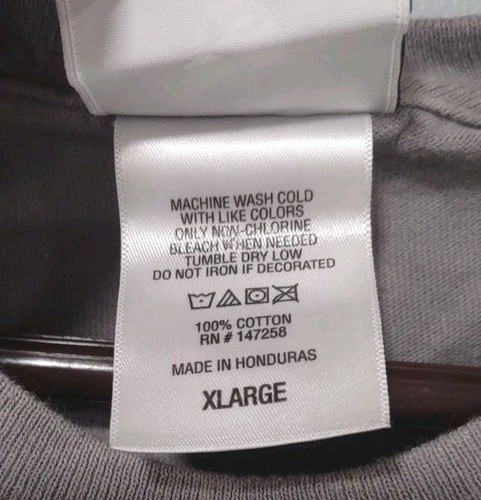 MACHINE WASH COLD
WITH LIKE COLORS
ONLY NON-CHLORINE
BLEACH WHEN NEEDED
TUMBLE DRY LOW
DO NOT IRON IF DECORATED
100% COTTON
RN # 147258
MADE IN HONDURAS
XLARGE